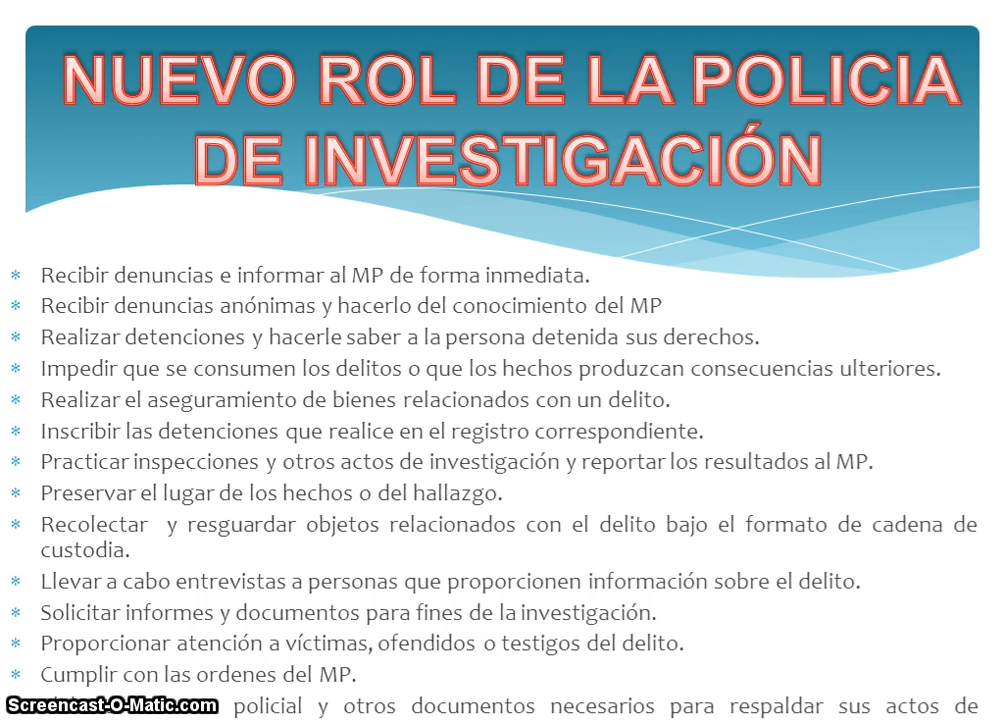 NUEVO ROL DE LA POLICIA
DE INVESTIGACIÓN
Recibir denuncias e informar al MP de forma inmediata.
Recibir denuncias anónimas y hacerlo del conocimiento del MP
Realizar detenciones y hacerle saber a la persona detenida sus derechos.
Impedir que se consumen los delitos o que los hechos produzcan consecuencias ulteriores.
Realizar el aseguramiento de bienes relacionados con un delito.
Inscribir las detenciones que realice en el registro correspondiente.
Practicar inspecciones y otros actos de investigación y reportar los resultados al MP.
Preservar el lugar de los hechos o del hallazgo.
Recolectar y resguardar objetos relacionados con el delito bajo el formato de cadena de
custodia.
Llevar a cabo entrevistas a personas que proporcionen información sobre el delito.
Solicitar informes y documentos para fines de la investigación.
Proporcionar atención a víctimas, ofendidos o testigos del delito.
Cumplir con las ordenes del MP.
policial y otros documentos necesarios para respaldar sus actos de
Screencast-O-Matic.com